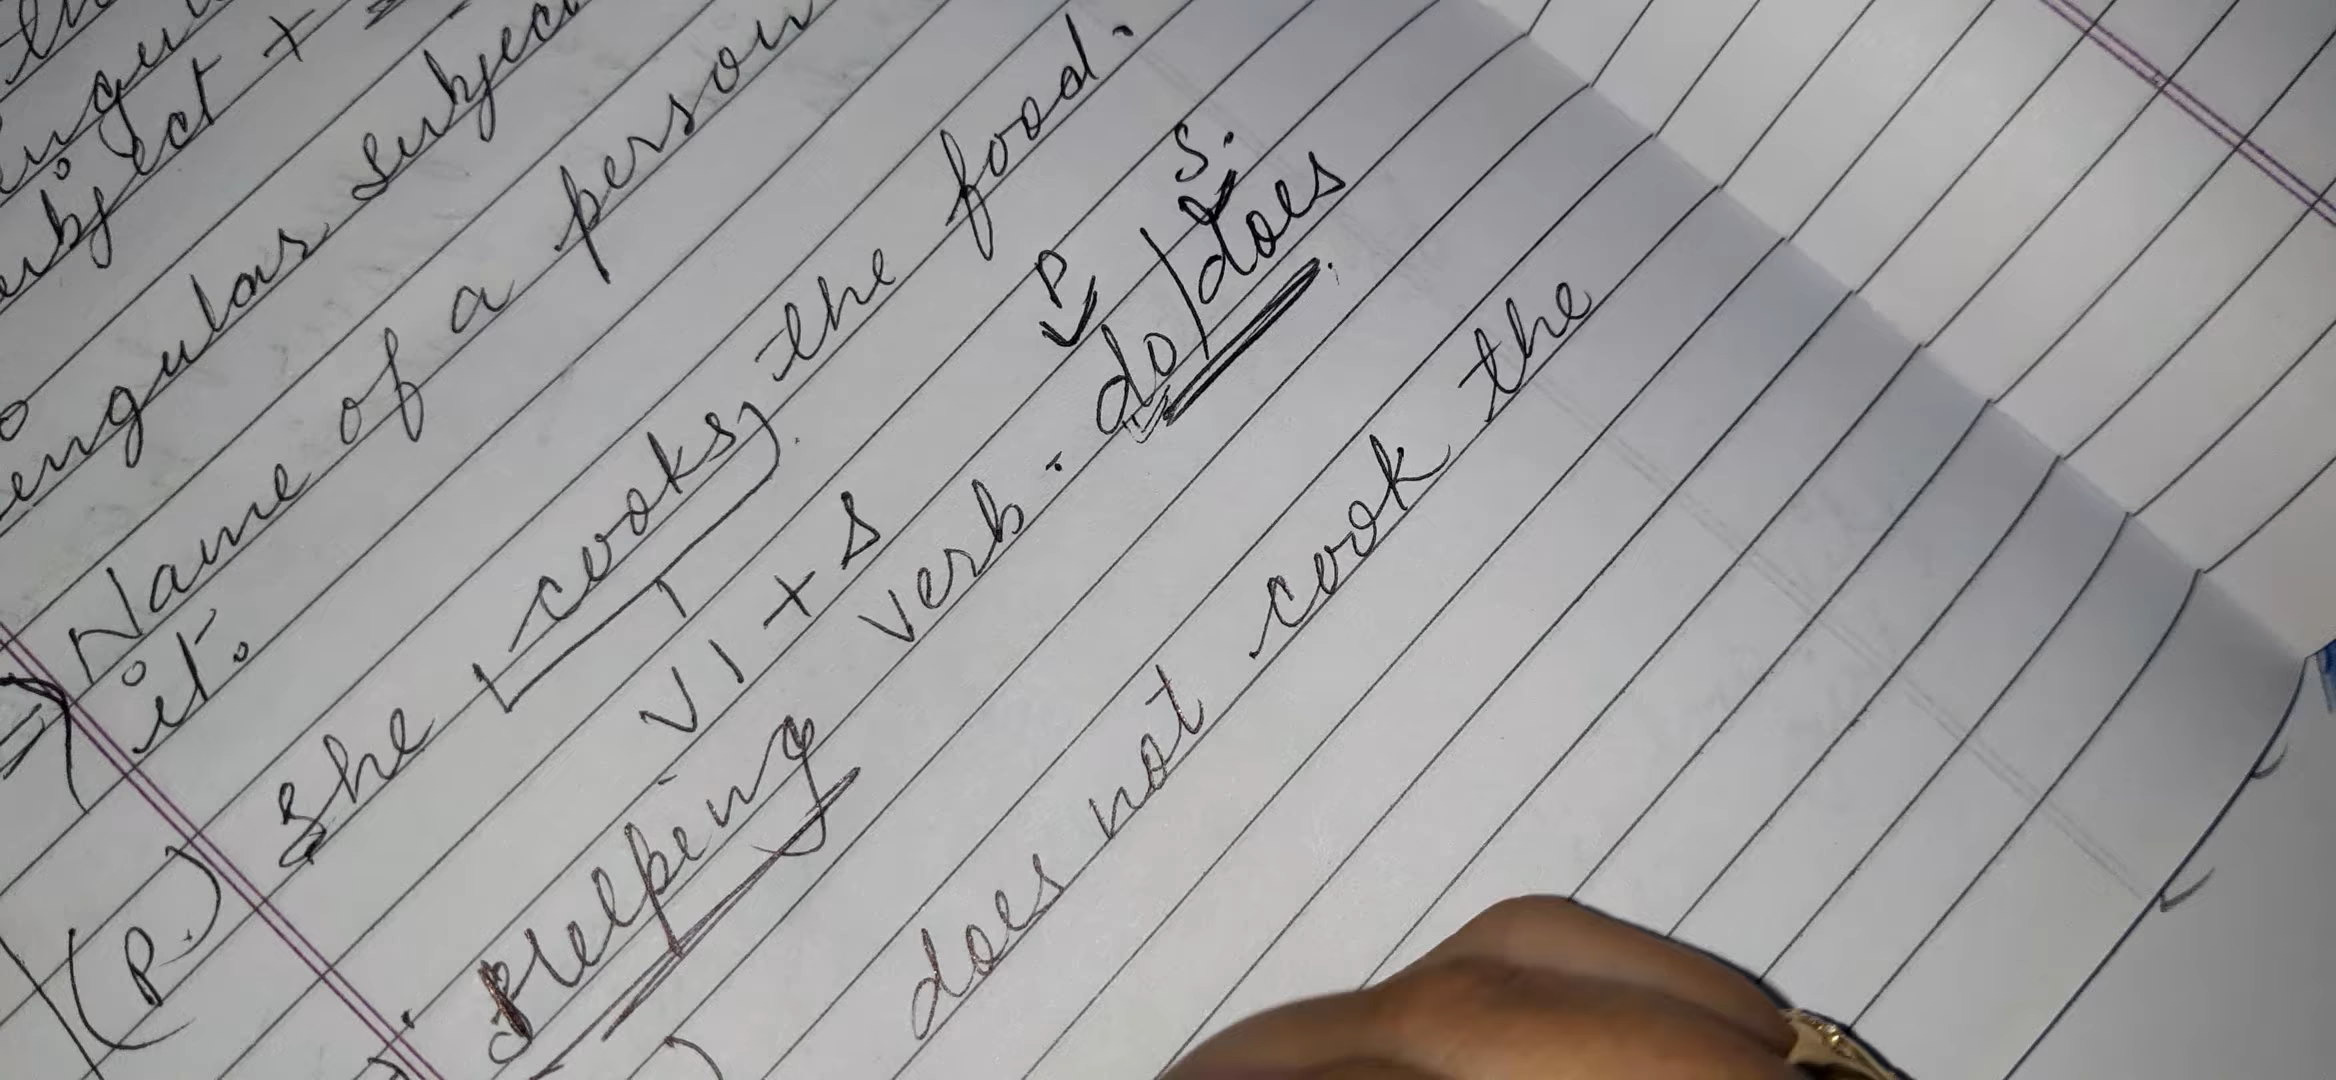 subject +
singular subject
Name of a person
it.
(P.) She cooks the food.
V1 + s
P S.
Helping verb. do/does
does not cook the